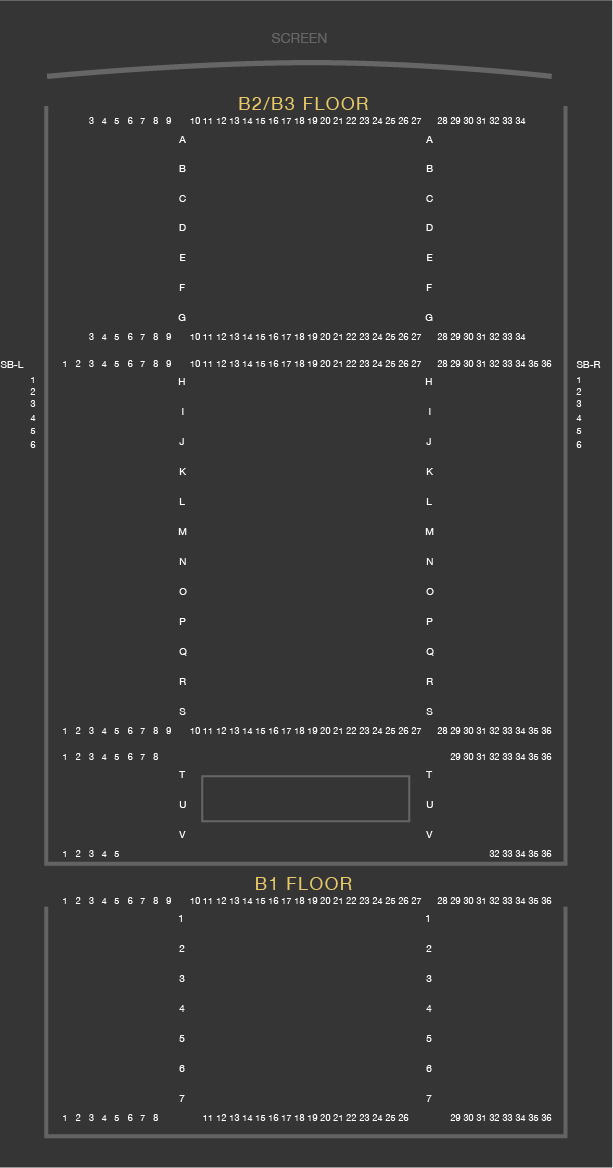 SCREEN
B2/B3 FLOOR
3 4 5 6 7 8 9 10 11 12 13 14 15 16 17 18 19 20 21 22 23 24 25 26 27 28 29 30 31 32 33 34
A A
B B
C C
D D
E E
F F
G G
3 4 5 6 7 8 9 10 11 12 13 14 15 16 17 18 19 20 21 22 23 24 25 26 27 28 29 30 31 32 33 34
SB-L 1 2 3 4 5 6 7 8 9 10 11 12 13 14 15 16 17 18 19 20 21 22 23 24 25 26 27 28 29 30 31 32 33 34 35 36 SB-R
1 H H 1
2 2
3 3
4 I I 4
5 5
6 J J 6
K K
L L
M M
N N
O O
P P
Q Q
R R
S S
1 2 3 4 5 6 7 8 9 10 11 12 13 14 15 16 17 18 19 20 21 22 23 24 25 26 27 28 29 30 31 32 33 34 35 36
1 2 3 4 5 6 7 8 29 30 31 32 33 34 35 36
T T
U U
V V
1 2 3 4 5 32 33 34 35 36
B1 FLOOR
1 2 3 4 5 6 7 8 9 10 11 12 13 14 15 16 17 18 19 20 21 22 23 24 25 26 27 28 29 30 31 32 33 34 35 36
1 1
2 2
3 3
4 4
5 5
6 6
7 7
1 2 3 4 5 6 7 8 11 12 13 14 15 16 17 18 19 20 21 22 23 24 25 26 29 30 31 32 33 34 35 36